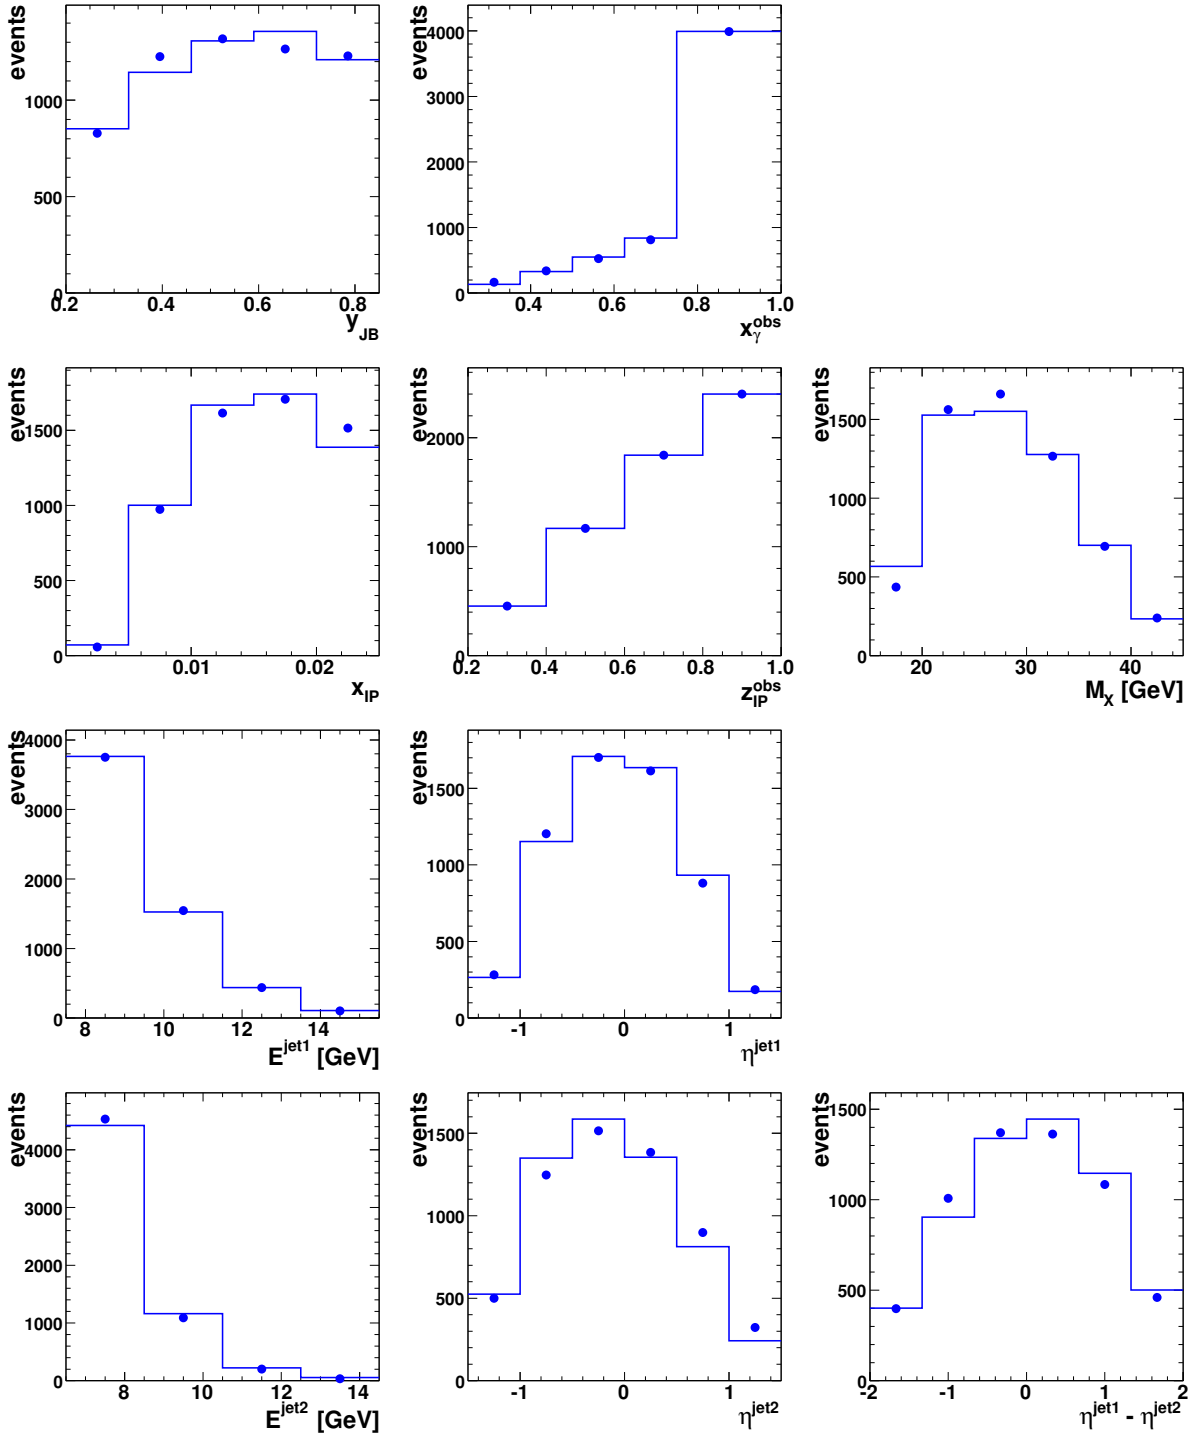 events
1000
500
0
0.2 0.4 0.6 0.8
y_JB
events
4000
3000
2000
1000
0
0.4 0.6 0.8 1.0
x_γ^obs
events
1500
1000
500
0
0.01 0.02
x_IP
events
2000
1000
0
0.2 0.4 0.6 0.8 1.0
z_IP^obs
events
1500
1000
500
0
20 30 40
M_X [GeV]
events
4000
3000
2000
1000
0
8 10 12 14
E^jet1 [GeV]
events
1500
1000
500
0
-1 0 1
η^jet1
events
4000
3000
2000
1000
0
8 10 12 14
E^jet2 [GeV]
events
1500
1000
500
0
-1 0 1
η^jet2
events
1500
1000
500
0
-2 -1 0 1 2
η^jet1 - η^jet2